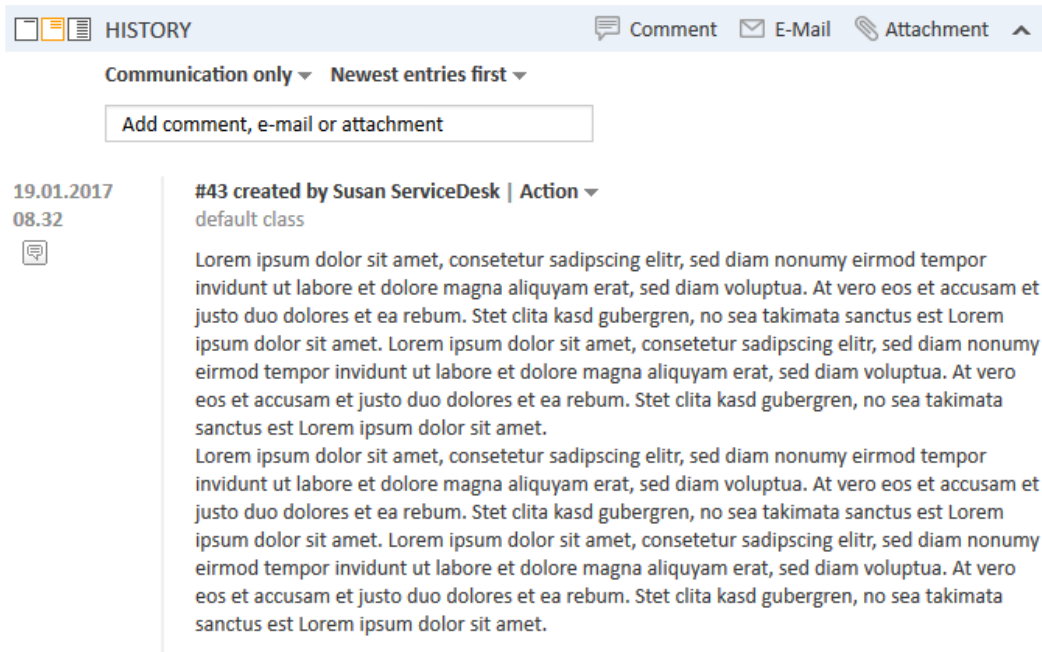 HISTORY Comment E-Mail Attachment
Communication only Newest entries first
Add comment, e-mail or attachment
19.01.2017
08.32
#43 created by Susan ServiceDesk | Action
default class
Lorem ipsum dolor sit amet, consetetur sadipscing elitr, sed diam nonumy eirmod tempor
invidunt ut labore et dolore magna aliquyam erat, sed diam voluptua. At vero eos et accusam et
justo duo dolores et ea rebum. Stet clita kasd gubergren, no sea takimata sanctus est Lorem
ipsum dolor sit amet. Lorem ipsum dolor sit amet, consetetur sadipscing elitr, sed diam nonumy
eirmod tempor invidunt ut labore et dolore magna aliquyam erat, sed diam voluptua. At vero
eos et accusam et justo duo dolores et ea rebum. Stet clita kasd gubergren, no sea takimata
sanctus est Lorem ipsum dolor sit amet.
Lorem ipsum dolor sit amet, consetetur sadipscing elitr, sed diam nonumy eirmod tempor
invidunt ut labore et dolore magna aliquyam erat, sed diam voluptua. At vero eos et accusam et
justo duo dolores et ea rebum. Stet clita kasd gubergren, no sea takimata sanctus est Lorem
ipsum dolor sit amet. Lorem ipsum dolor sit amet, consetetur sadipscing elitr, sed diam nonumy
eirmod tempor invidunt ut labore et dolore magna aliquyam erat, sed diam voluptua. At vero
eos et accusam et justo duo dolores et ea rebum. Stet clita kasd gubergren, no sea takimata
sanctus est Lorem ipsum dolor sit amet.